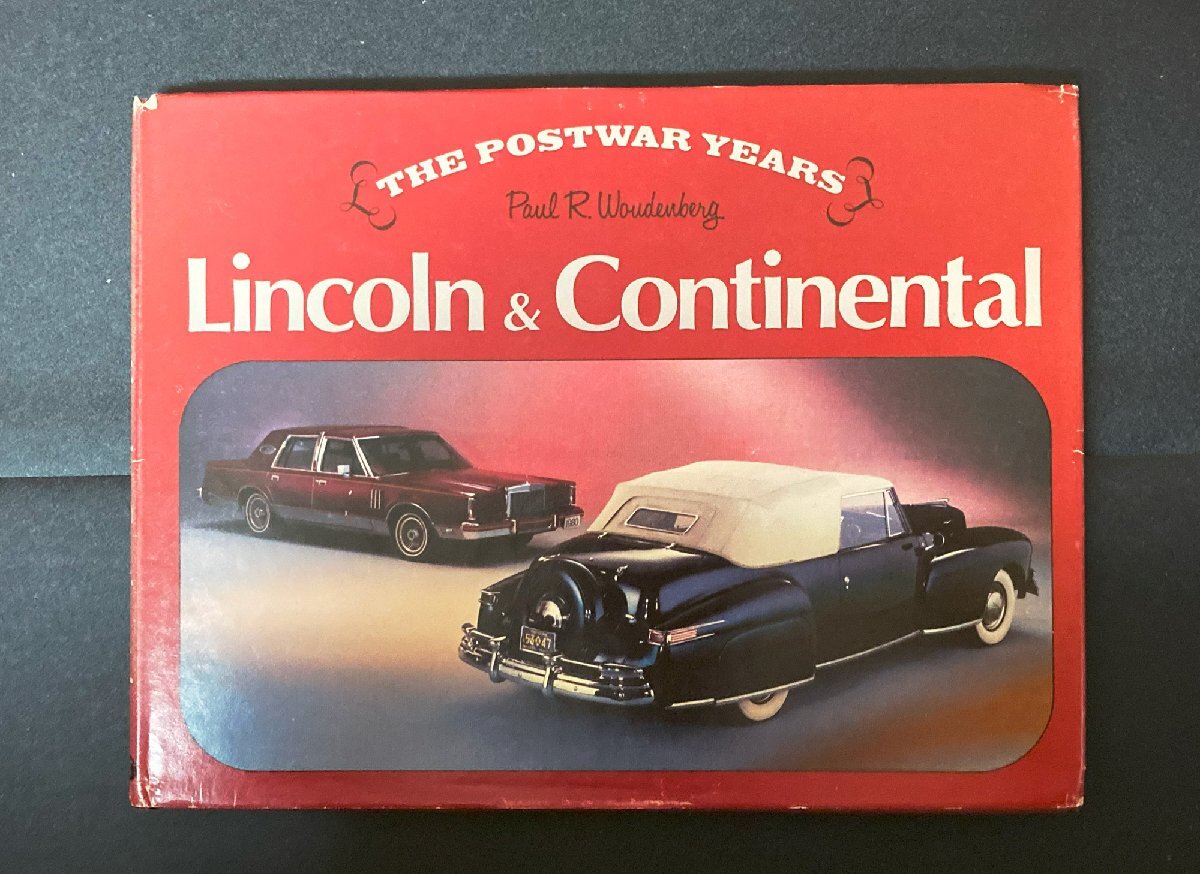 THE POSTWAR YEARS
Paul R. Woudenberg
Lincoln & Continental